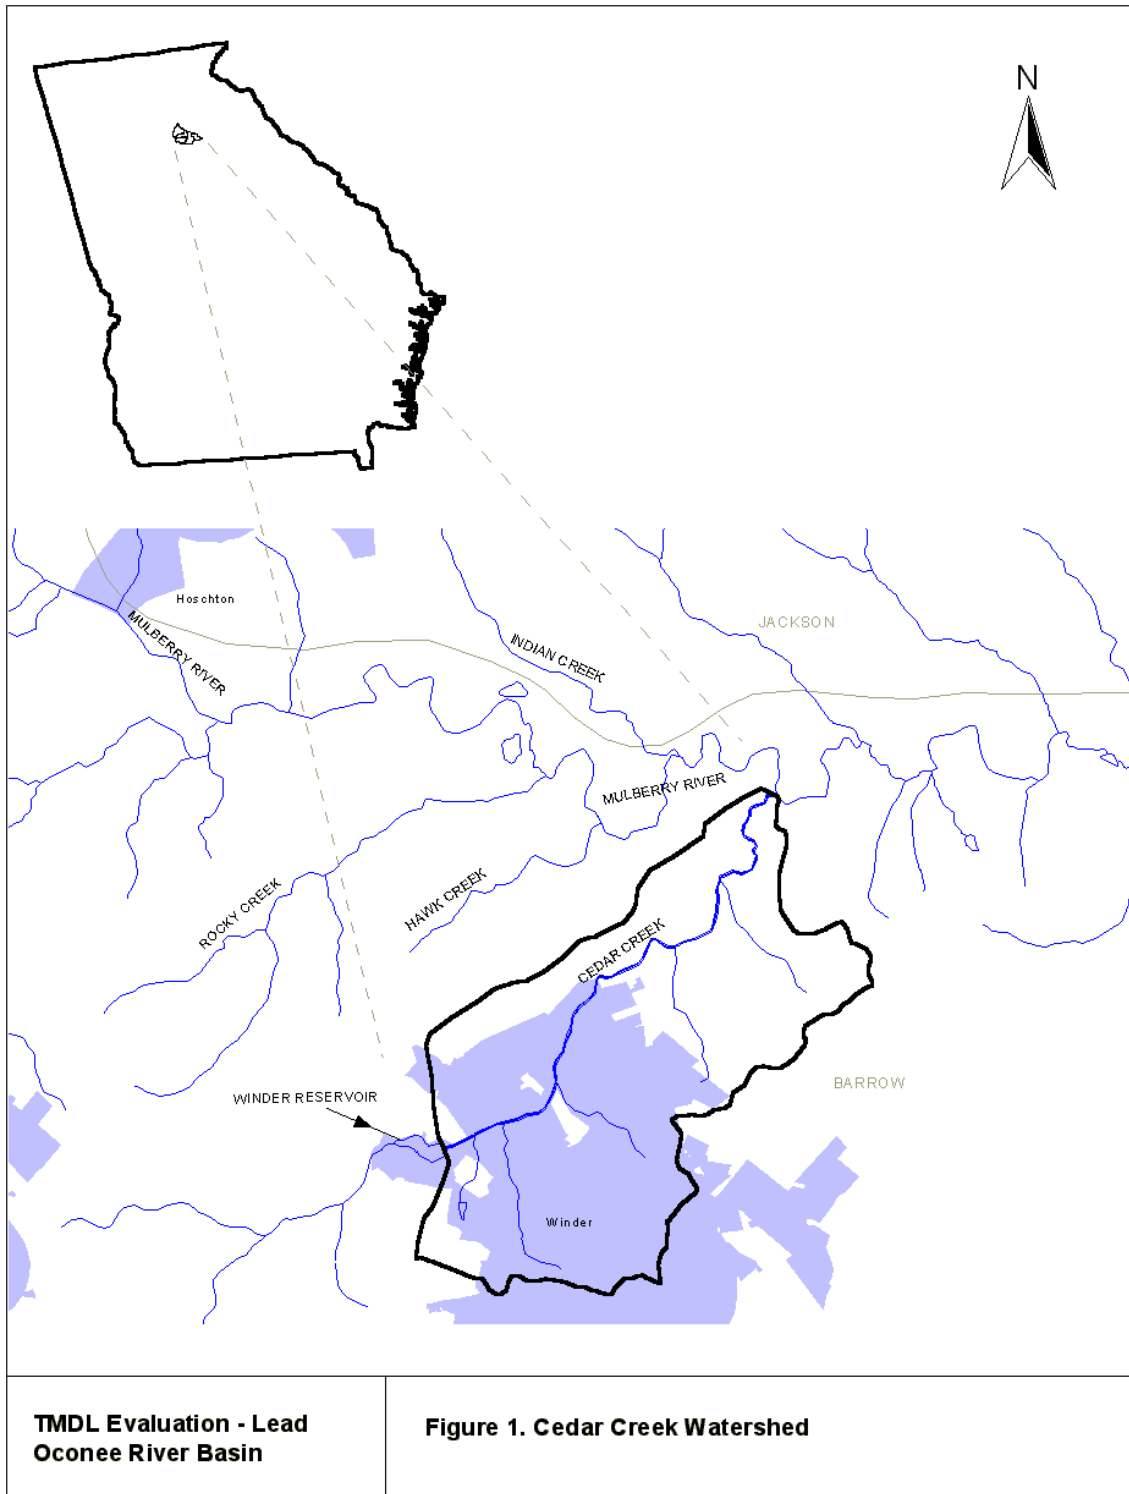 N
Hoschton
MULBERRY RIVER
INDIAN CREEK
JACKSON
MULBERRY RIVER
ROCKY CREEK
HAWK CREEK
CEDAR CREEK
BARROW
WINDER RESERVOIR
Winder
TMDL Evaluation - Lead
Oconee River Basin
Figure 1. Cedar Creek Watershed